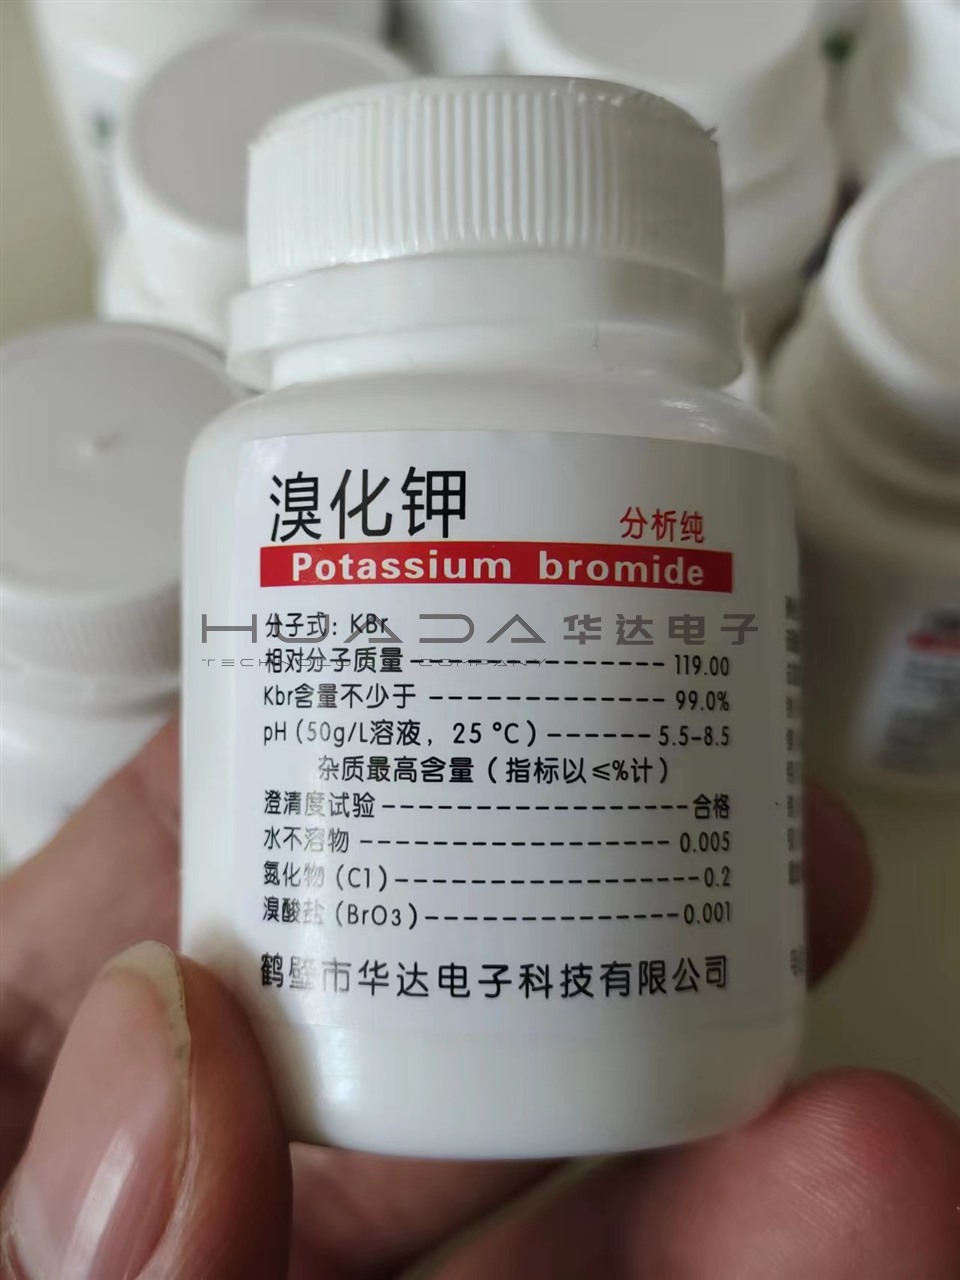 溴化钾
分析纯
Potassium bromide
分子式: KBr
HUADA 华达电子
相对分子质量 ------------- 119.00
Kbr含量不少于 ------------- 99.0%
pH (50g/L溶液, 25 ℃) ------ 5.5-8.5
杂质最高含量 ( 指标以≤%计 )
澄清度试验------------------合格
水不溶物 ------------------ 0.005
氮化物 (C1)------------------0.2
溴酸盐 (BrO3)---------------0.001
鹤壁市华达电子科技有限公司